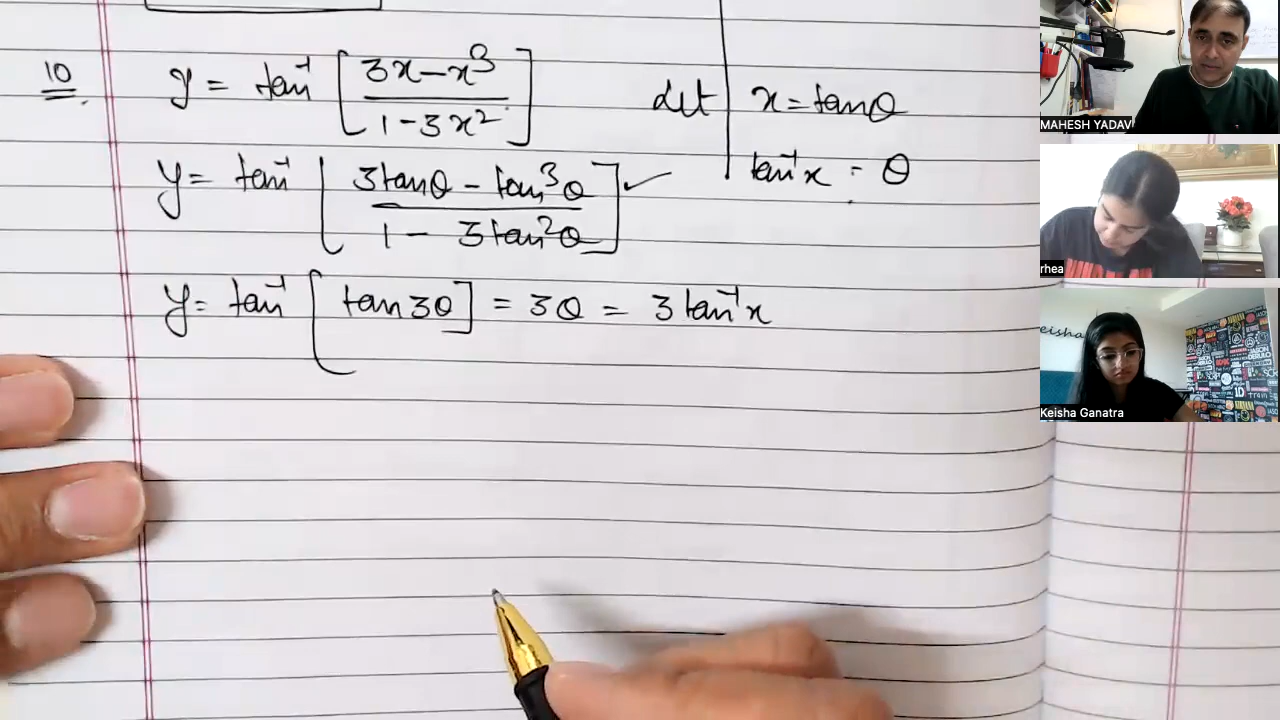 10 y = tan⁻¹ [ (3x - x³) / (1 - 3x²) ] Let x = tanθ
y = tan⁻¹ [ (3tanθ - tan³θ) / (1 - 3tan²θ) ] ✓ tan⁻¹x = θ
y = tan⁻¹ [ tan3θ ] = 3θ = 3tan⁻¹x
MAHESH YADAV
rhea
eisha
Keisha Ganatra